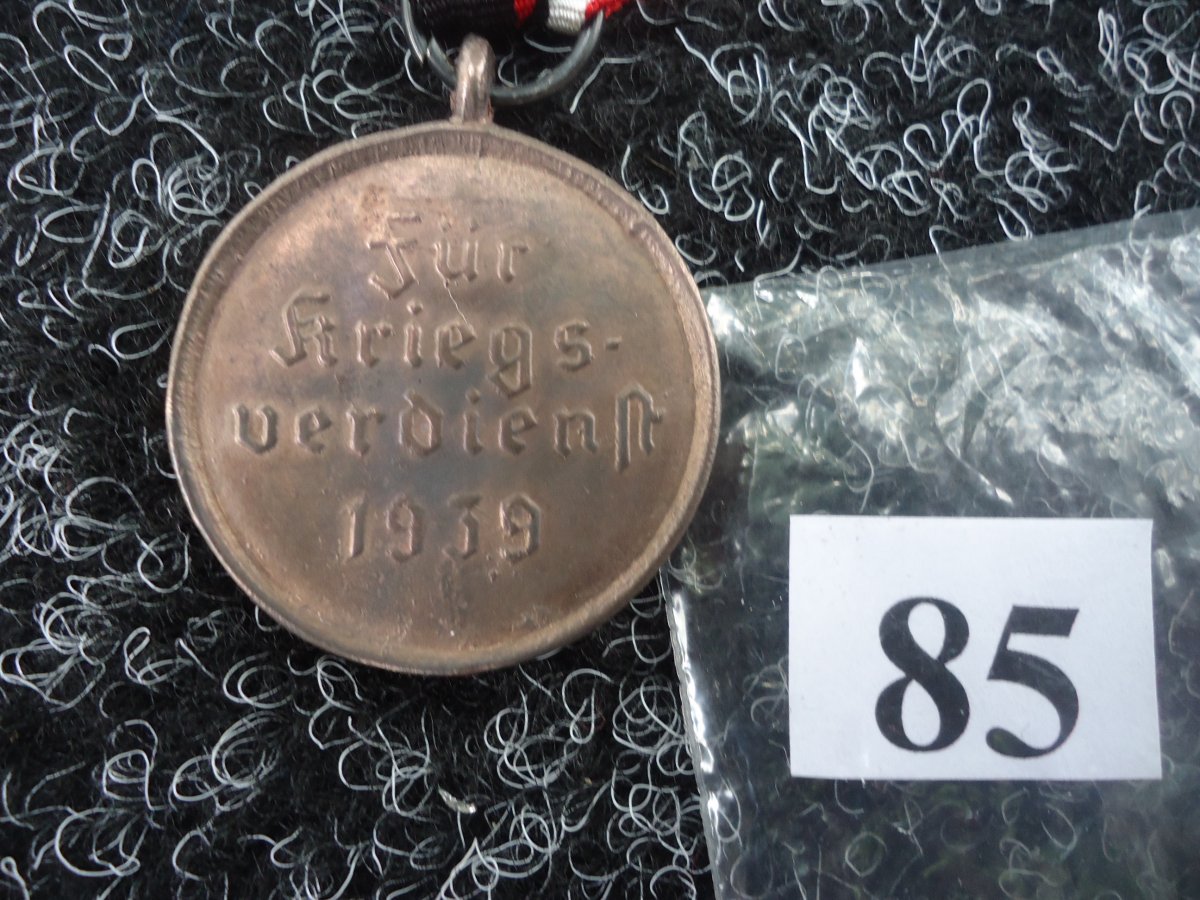 Für
Kriegs-
verdienst
1939
85